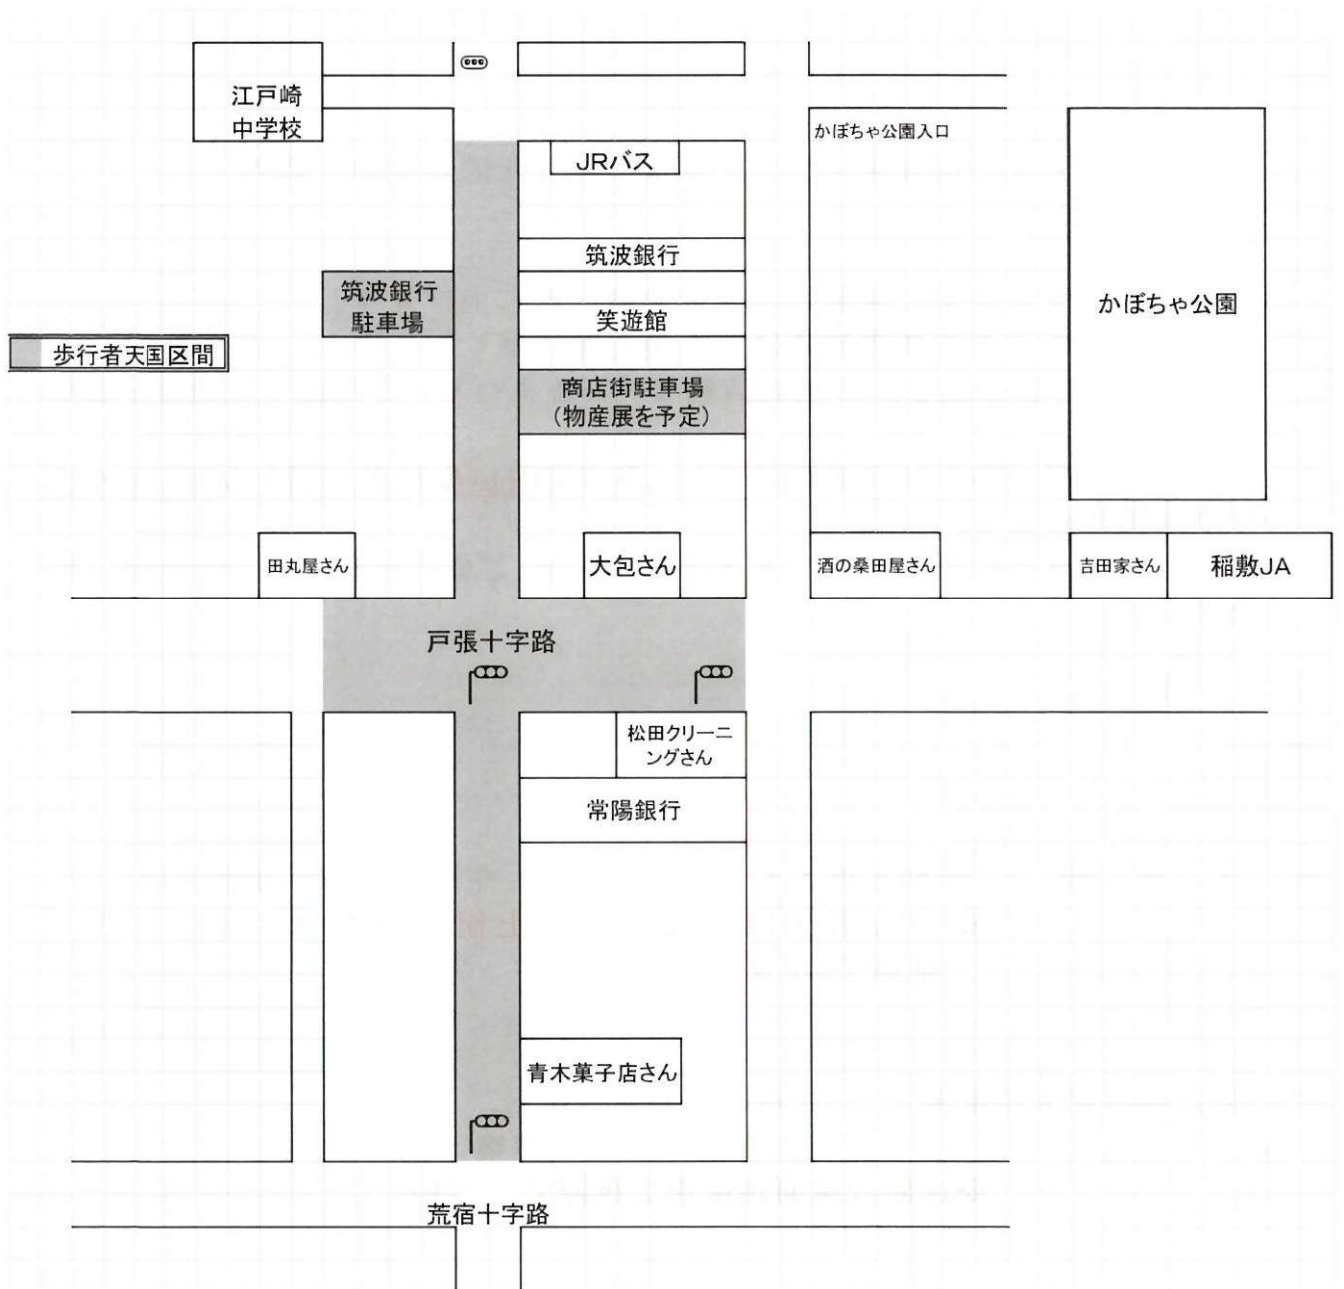 江戸崎
中学校
かぼちゃ公園入口
JRバス
筑波銀行
筑波銀行
駐車場
かぼちゃ公園
笑遊館
歩行者天国区間
商店街駐車場
(物産展を予定)
田丸屋さん
大包さん
酒の桑田屋さん
吉田家さん
稲敷JA
戸張十字路
松田クリーニ
ングさん
常陽銀行
青木菓子店さん
荒宿十字路